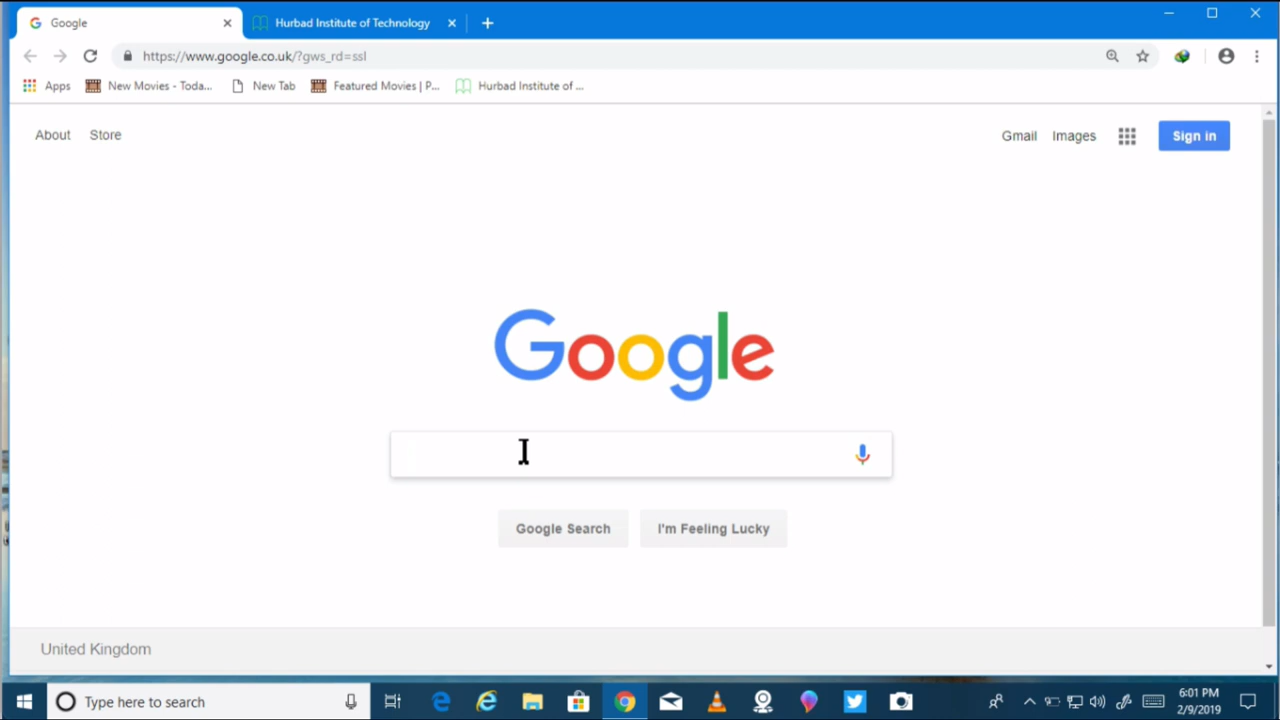 Google
Hurbad Institute of Technology
https://www.google.co.uk/?gws_rd=ssl
Apps New Movies - Toda... New Tab Featured Movies | P... Hurbad Institute of ...
About Store Gmail Images Sign in
Google
Google Search I'm Feeling Lucky
United Kingdom
Type here to search
6:01 PM
2/9/2019